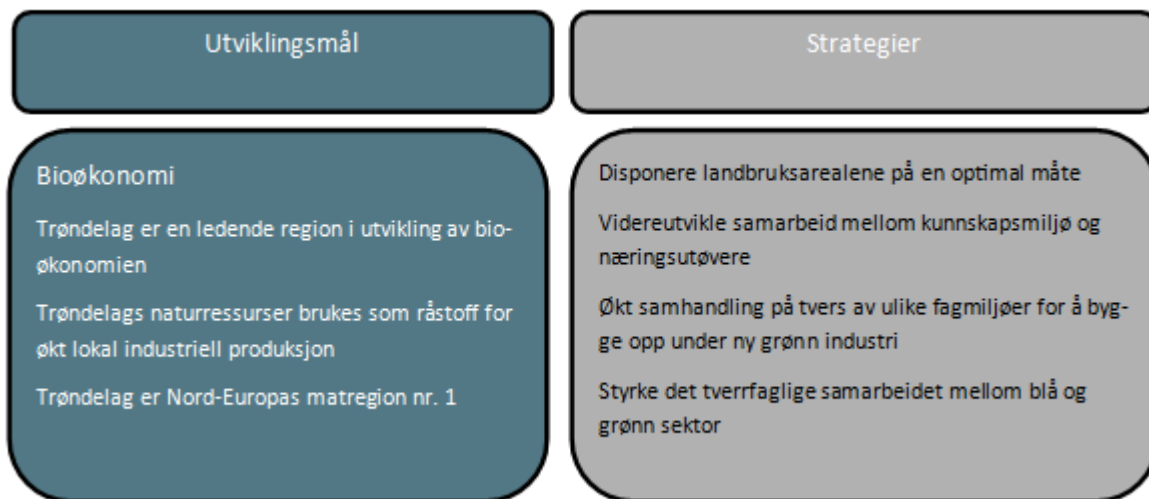 Utviklingsmål
Strategier
Bioøkonomi
Trøndelag er en ledende region i utvikling av bio-
økonomien
Trøndelags naturressurser brukes som råstoff for
økt lokal industriell produksjon
Trøndelag er Nord-Europas matregion nr. 1
Disponere landbruksarealene på en optimal måte
Videreutvikle samarbeid mellom kunnskapsmiljø og
næringsutøvere
Økt samhandling på tvers av ulike fagmiljøer for å byg-
ge opp under ny grønn industri
Styrke det tverrfaglige samarbeidet mellom blå og
grønn sektor